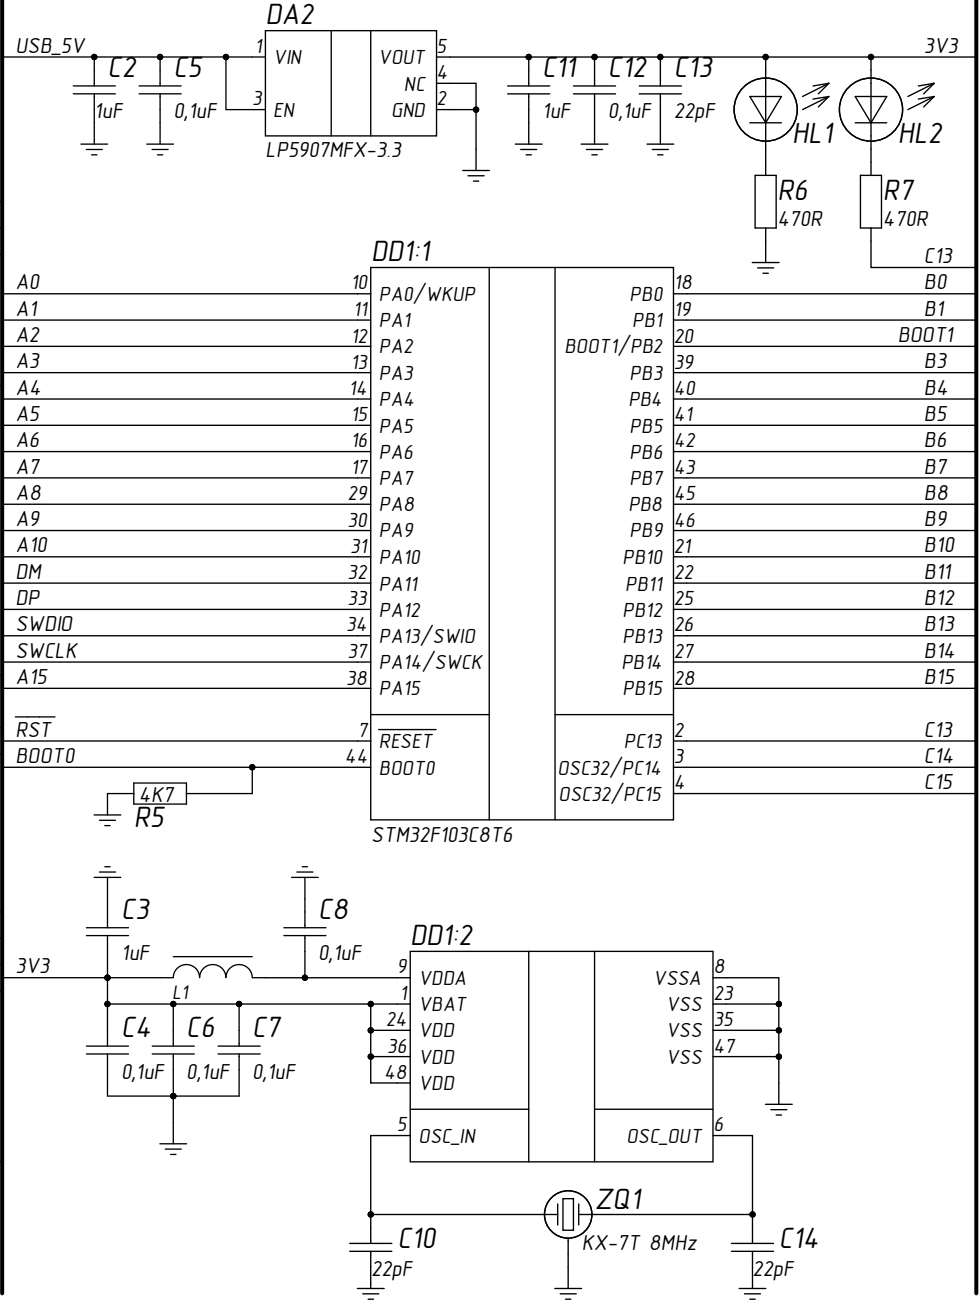 DA2
USB_5V 1 VIN VOUT 5 3V3
C2 C5 NC 4 C11 C12 C13
1uF 0,1uF 3 EN GND 2 1uF 0,1uF 22pF HL1 HL2
LP5907MFX-3.3
R6 R7
470R 470R
DD1:1 C13
A0 10 PA0/WKUP PB0 18 B0
A1 11 PA1 PB1 19 B1
A2 12 PA2 BOOT1/PB2 20 BOOT1
A3 13 PA3 PB3 39 B3
A4 14 PA4 PB4 40 B4
A5 15 PA5 PB5 41 B5
A6 16 PA6 PB6 42 B6
A7 17 PA7 PB7 43 B7
A8 29 PA8 PB8 45 B8
A9 30 PA9 PB9 46 B9
A10 31 PA10 PB10 21 B10
DM 32 PA11 PB11 22 B11
DP 33 PA12 PB12 25 B12
SWDIO 34 PA13/SWIO PB13 26 B13
SWCLK 37 PA14/SWCK PB14 27 B14
A15 38 PA15 PB15 28 B15
RST 7 RESET PC13 2 C13
BOOT0 44 BOOT0 OSC32/PC14 3 C14
4K7 OSC32/PC15 4 C15
R5
STM32F103C8T6
C3 C8
1uF 0,1uF
DD1:2
3V3 9 VDDA VSSA 8
L1 1 VBAT VSS 23
C4 C6 C7 24 VDD VSS 35
36 VDD VSS 47
0,1uF 0,1uF 0,1uF 48 VDD
5 OSC_IN OSC_OUT 6
ZQ1
C10 KX-7T 8MHz C14
22pF 22pF